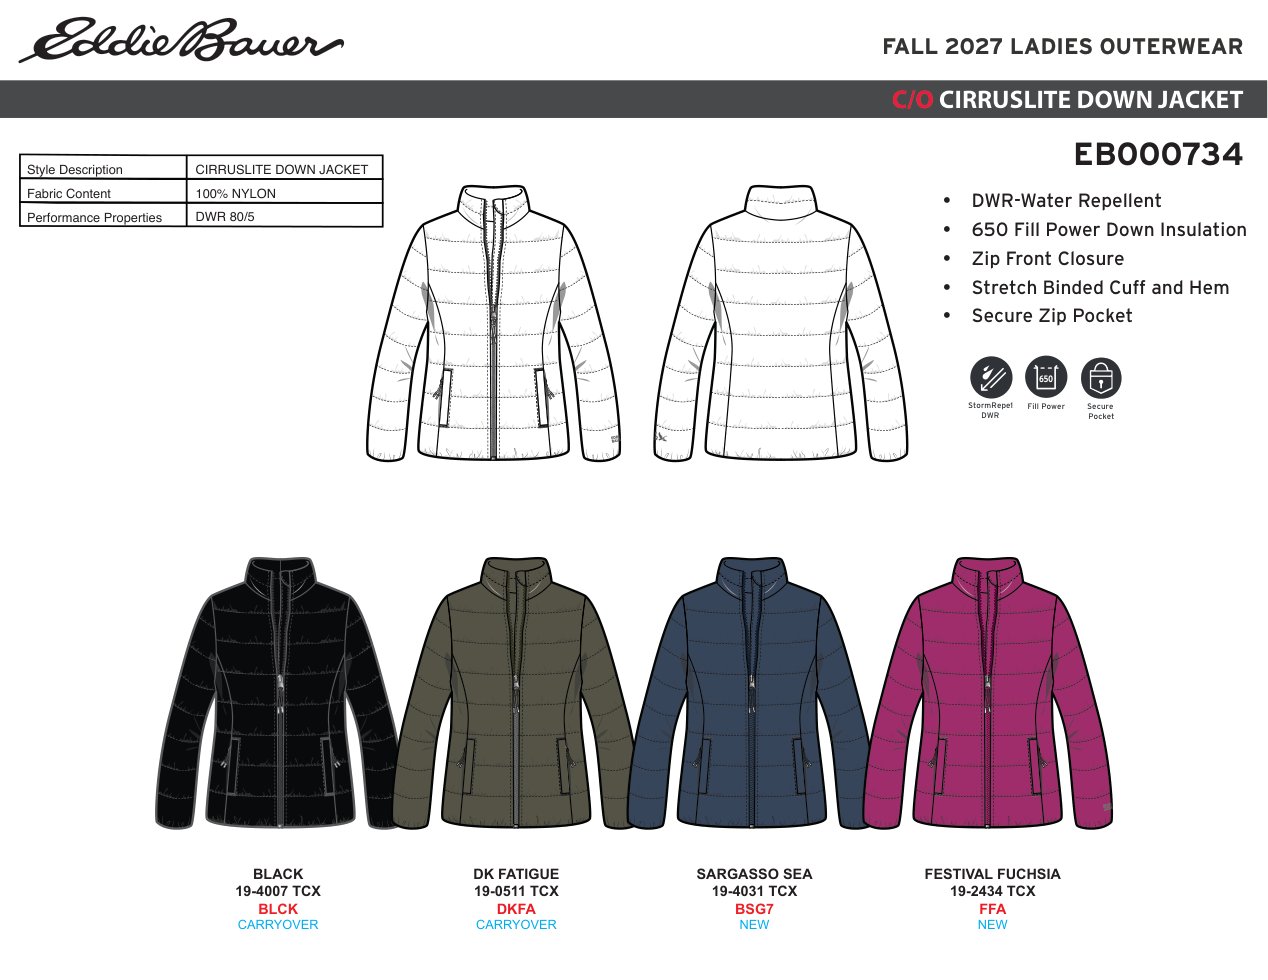 Eddie Bauer
FALL 2027 LADIES OUTERWEAR
C/O CIRRUSLITE DOWN JACKET
EB000734
Style Description CIRRUSLITE DOWN JACKET
Fabric Content 100% NYLON
Performance Properties DWR 80/5
• DWR-Water Repellent
• 650 Fill Power Down Insulation
• Zip Front Closure
• Stretch Binded Cuff and Hem
• Secure Zip Pocket
650
StormRepel
DWR
Fill Power
Secure
Pocket
BLACK
19-4007 TCX
BLCK
CARRYOVER
DK FATIGUE
19-0511 TCX
DKFA
CARRYOVER
SARGASSO SEA
19-4031 TCX
BSG7
NEW
FESTIVAL FUCHSIA
19-2434 TCX
FFA
NEW